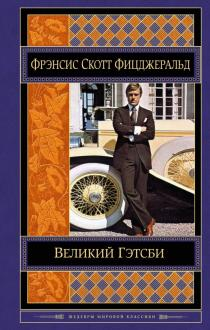 Фрэнсис Скотт Фицджеральд
Великий Гэтсби
ШЕДЕВРЫ МИРОВОЙ КЛАССИКИ